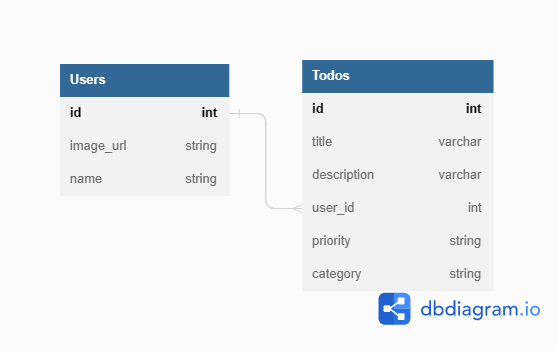 Users
id int
image_url string
name string
Todos
id int
title varchar
description varchar
user_id int
priority string
category string
dbdiagram.io